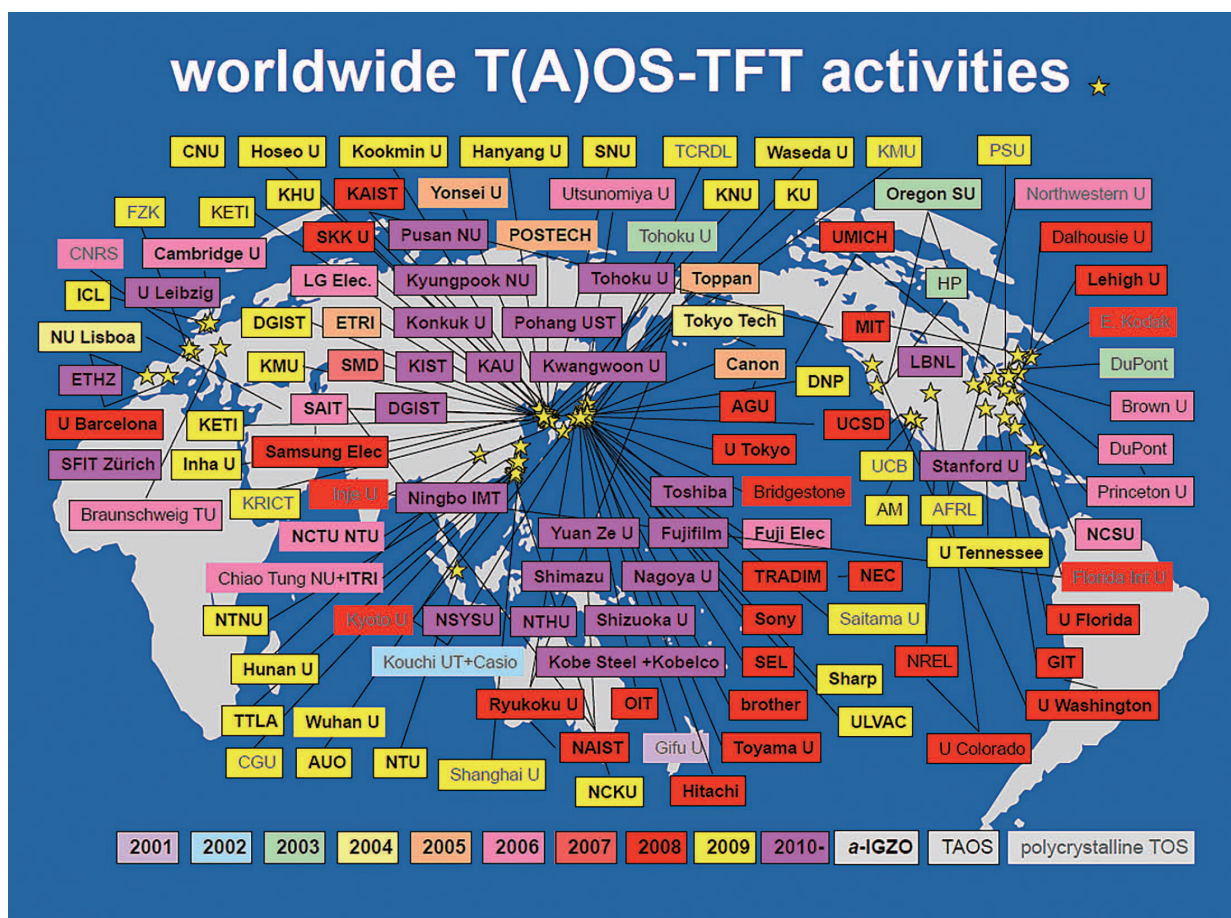 worldwide T(A)OS-TFT activities
CNU Hoseo U Kookmin U Hanyang U SNU TCRDL Waseda U KMU PSU
KHU KAIST Yonsei U Utsunomiya U KNU KU Oregon SU Northwestern U
FZK KETI SKK U Pusan NU POSTECH Tohoku U UMICH Dalhousie U
CNRS Cambridge U LG Elec. Kyungpook NU Tohoku U Toppan HP Lehigh U
ICL U Leibzig DGIST ETRI Konkuk U Pohang UST Tokyo Tech MIT E. Kodak
NU Lisboa KMU SMD KIST KAU Kwangwoon U Canon LBNL DuPont
ETHZ SAIT DGIST DNP Brown U
U Barcelona KETI AGU UCSD
Samsung Elec U Tokyo DuPont
SFIT Zürich Inha U UCB Stanford U
KRICT Inje U Ningbo IMT Toshiba Bridgestone Princeton U
Braunschweig TU AM AFRL
NCTU NTU Yuan Ze U Fujifilm Fuji Elec NCSU
U Tennessee
Chiao Tung NU+ITRI Shimazu Nagoya U TRADIM NEC Florida Int U
NTNU Kyoto U NSYSU NTHU Shizuoka U Sony Saitama U U Florida
Hunan U Kouchi UT+Casio Kobe Steel +Kobelco SEL NREL GIT
Sharp
TTLA Wuhan U Ryukoku U OIT brother ULVAC U Washington
CGU AUO NTU NAIST Gifu U Toyama U U Colorado
Shanghai U NCKU Hitachi
2001 2002 2003 2004 2005 2006 2007 2008 2009 2010- a-IGZO TAOS polycrystalline TOS